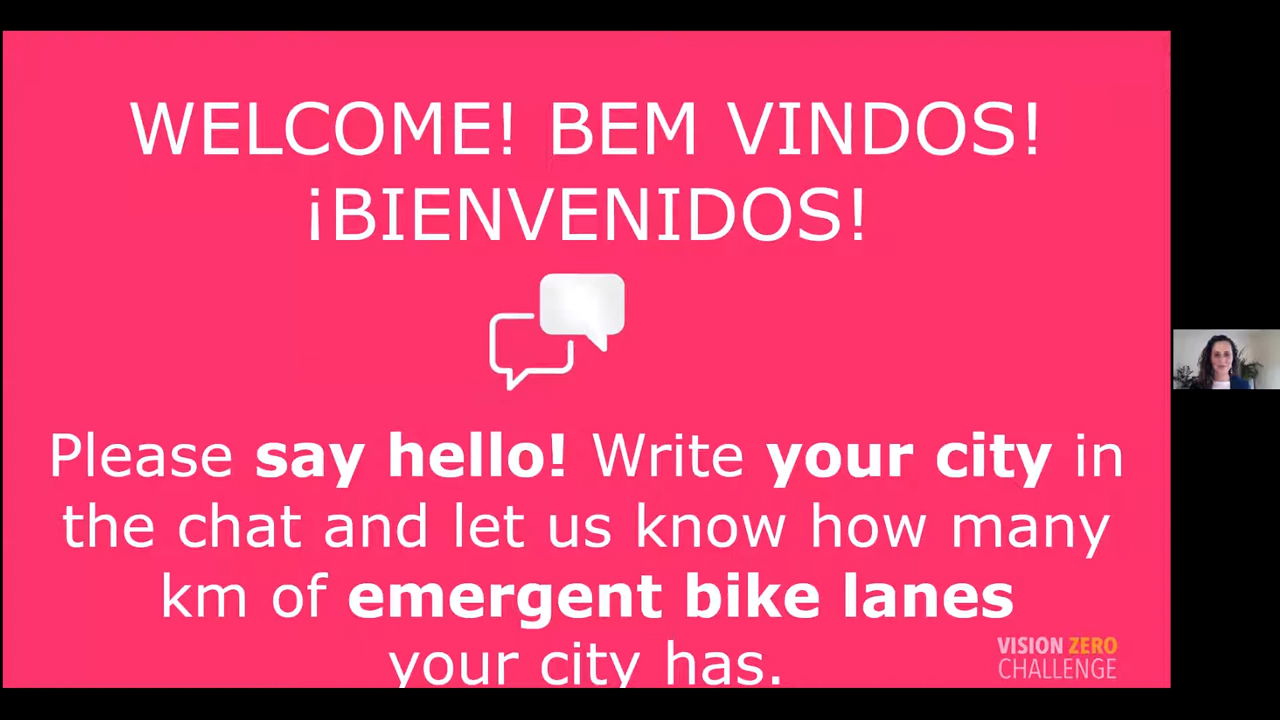 WELCOME! BEM VINDOS!
¡BIENVENIDOS!
Please say hello! Write your city in
the chat and let us know how many
km of emergent bike lanes
your city has.
VISION ZERO
CHALLENGE